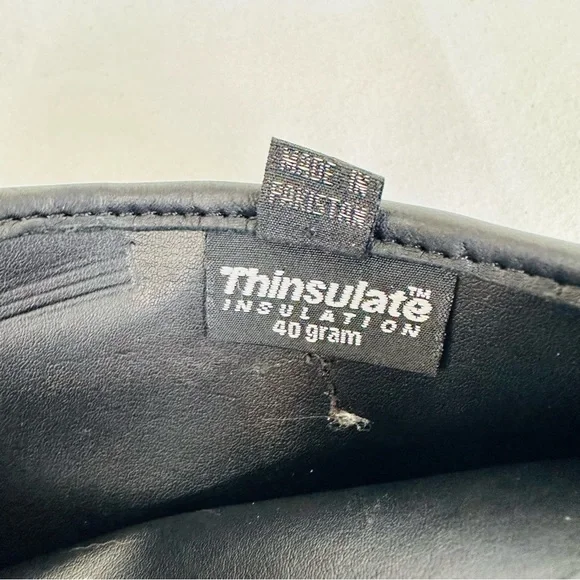 MADE IN
PAKISTAN
Thinsulate™
INSULATION
40 gram